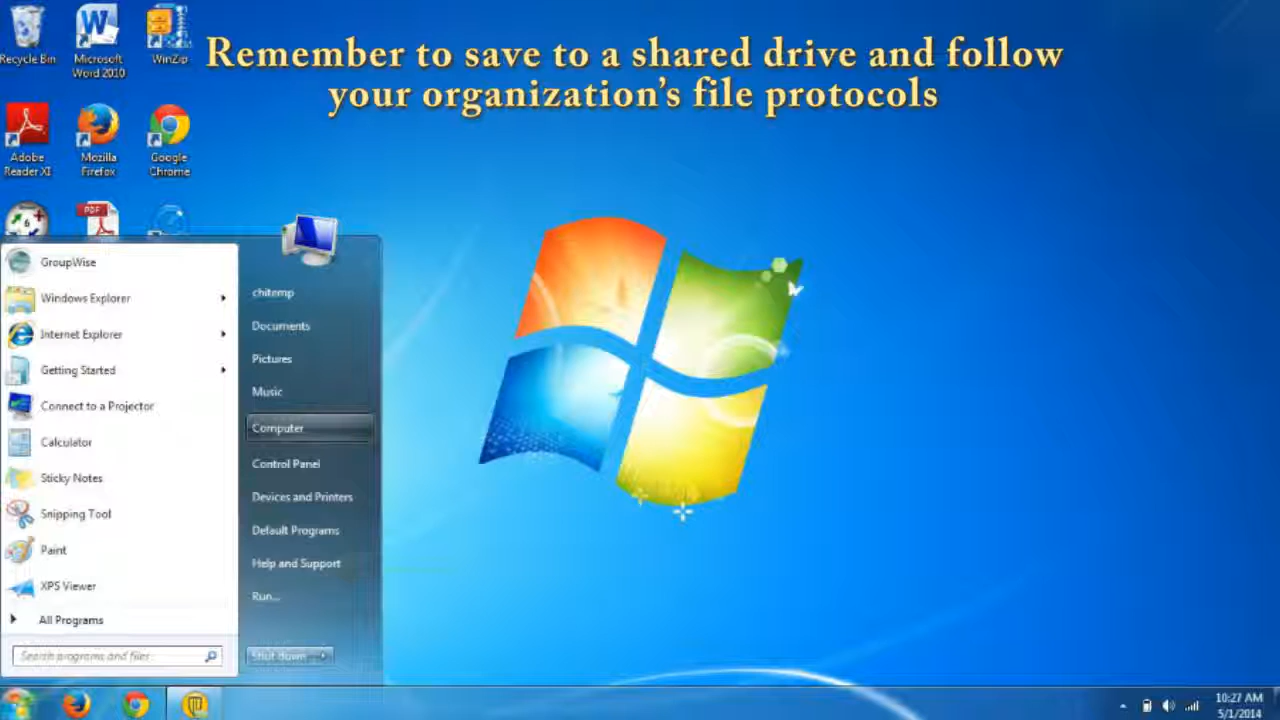 Recycle Bin
Microsoft
Word 2010
WinZip
Remember to save to a shared drive and follow
your organization's file protocols
Adobe
Reader XI
Mozilla
Firefox
Google
Chrome
PDF
GroupWise
Windows Explorer
Internet Explorer
Getting Started
Connect to a Projector
Calculator
Sticky Notes
Snipping Tool
Paint
XPS Viewer
All Programs
Search programs and files
chitemp
Documents
Pictures
Music
Computer
Control Panel
Devices and Printers
Default Programs
Help and Support
Run...
Shut down
10:27 AM
5/1/2014